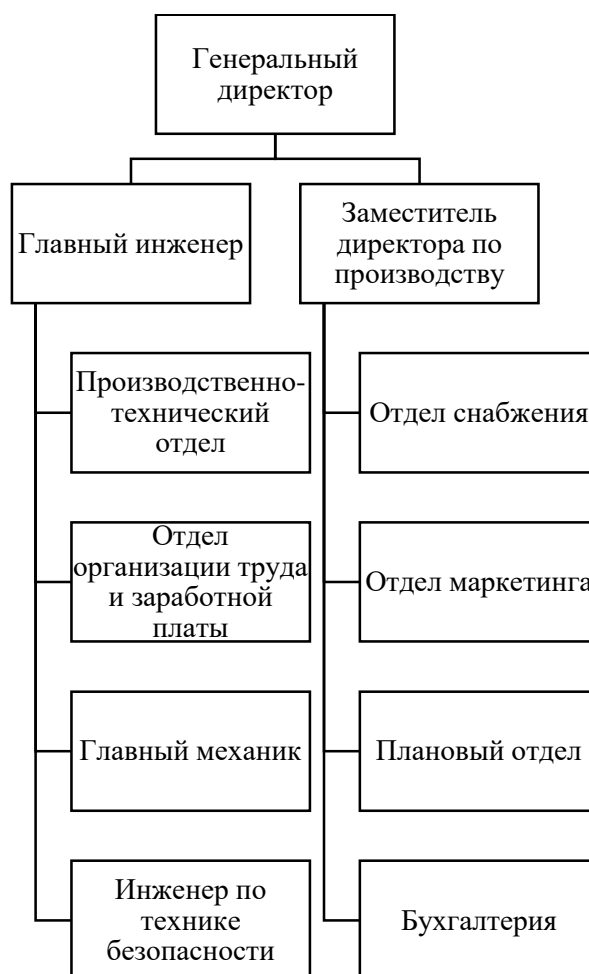 Генеральный
директор
Главный инженер
Заместитель
директора по
производству
Производственно-
технический
отдел
Отдел снабжения
Отдел
организации труда
и заработной
платы
Отдел маркетинга
Главный механик
Плановый отдел
Инженер по
технике
безопасности
Бухгалтерия